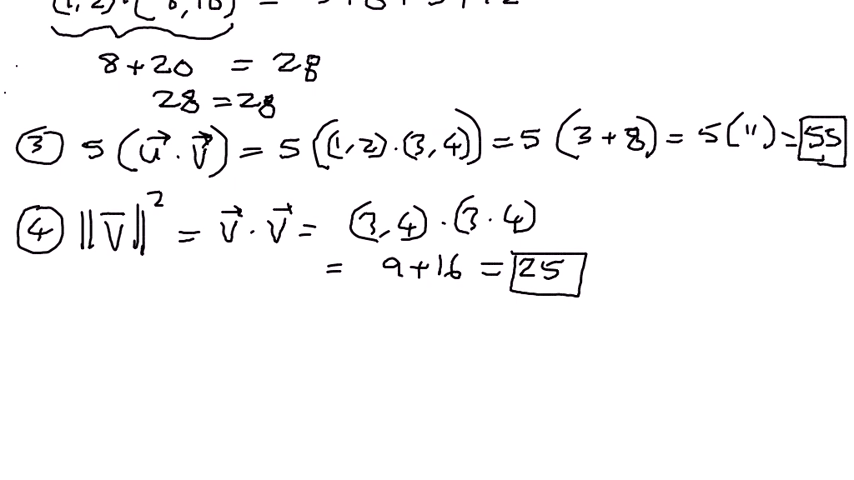 8+20 = 28
28 = 28
③ 5(u⃗ · v⃗) = 5((1,2)·(3,4)) = 5(3+8) = 5(11) = 55
④ ‖v̅‖² = v⃗ · v⃗ = (3,4)·(3·4)
= 9+16 = 25